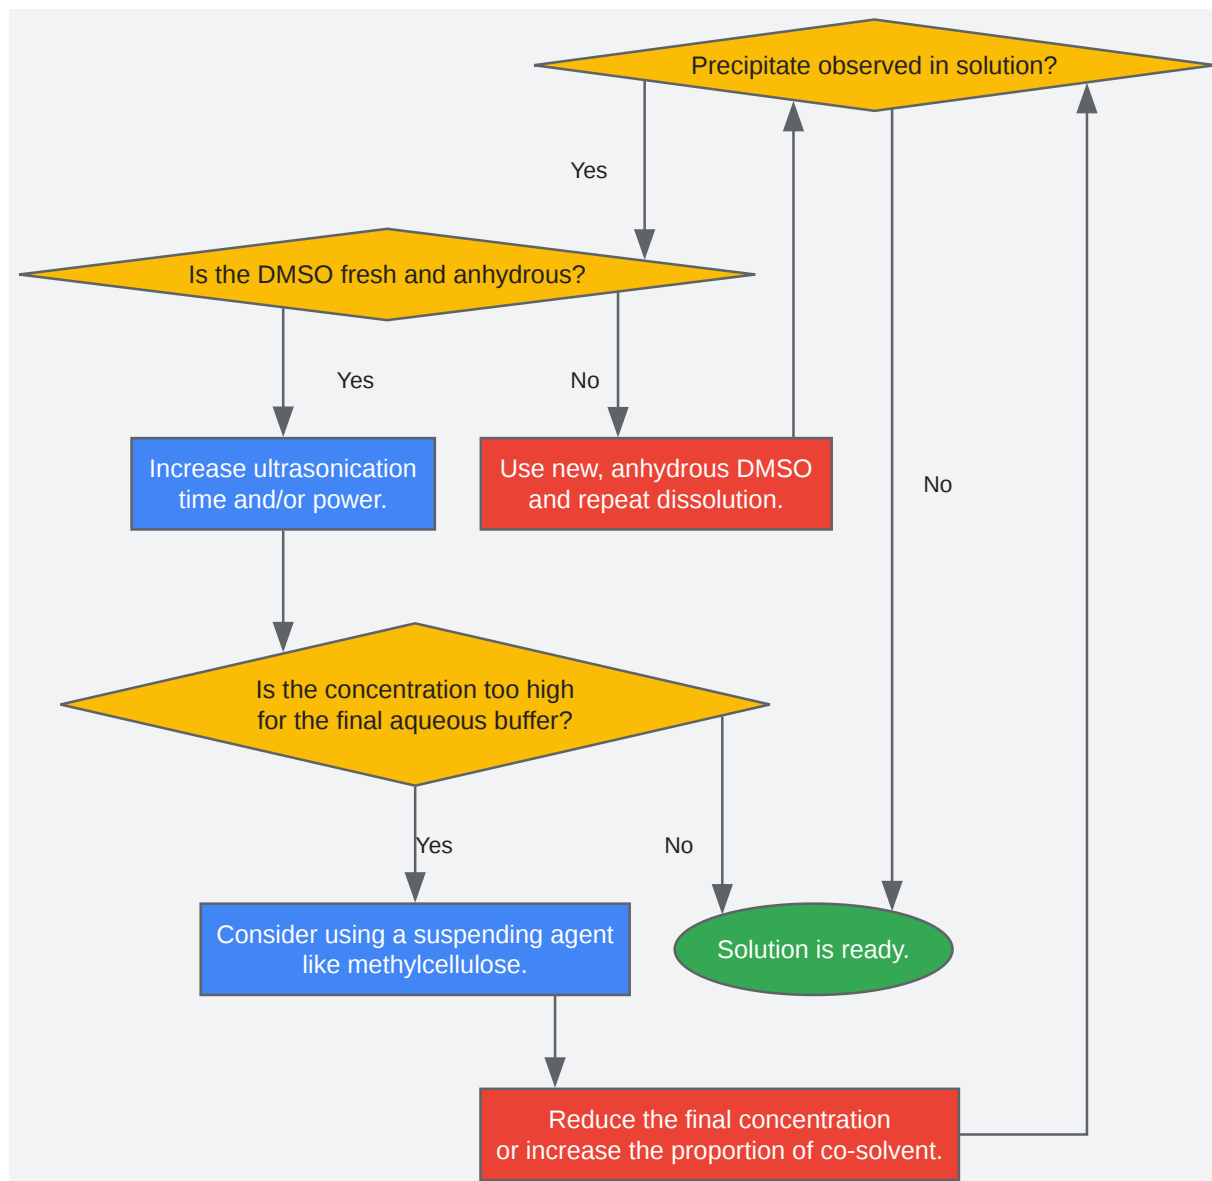 Precipitate observed in solution?
Yes
Is the DMSO fresh and anhydrous?
Yes
No
Increase ultrasonication
time and/or power.
Use new, anhydrous DMSO
and repeat dissolution.
No
Is the concentration too high
for the final aqueous buffer?
Yes
No
Consider using a suspending agent
like methylcellulose.
Solution is ready.
Reduce the final concentration
or increase the proportion of co-solvent.